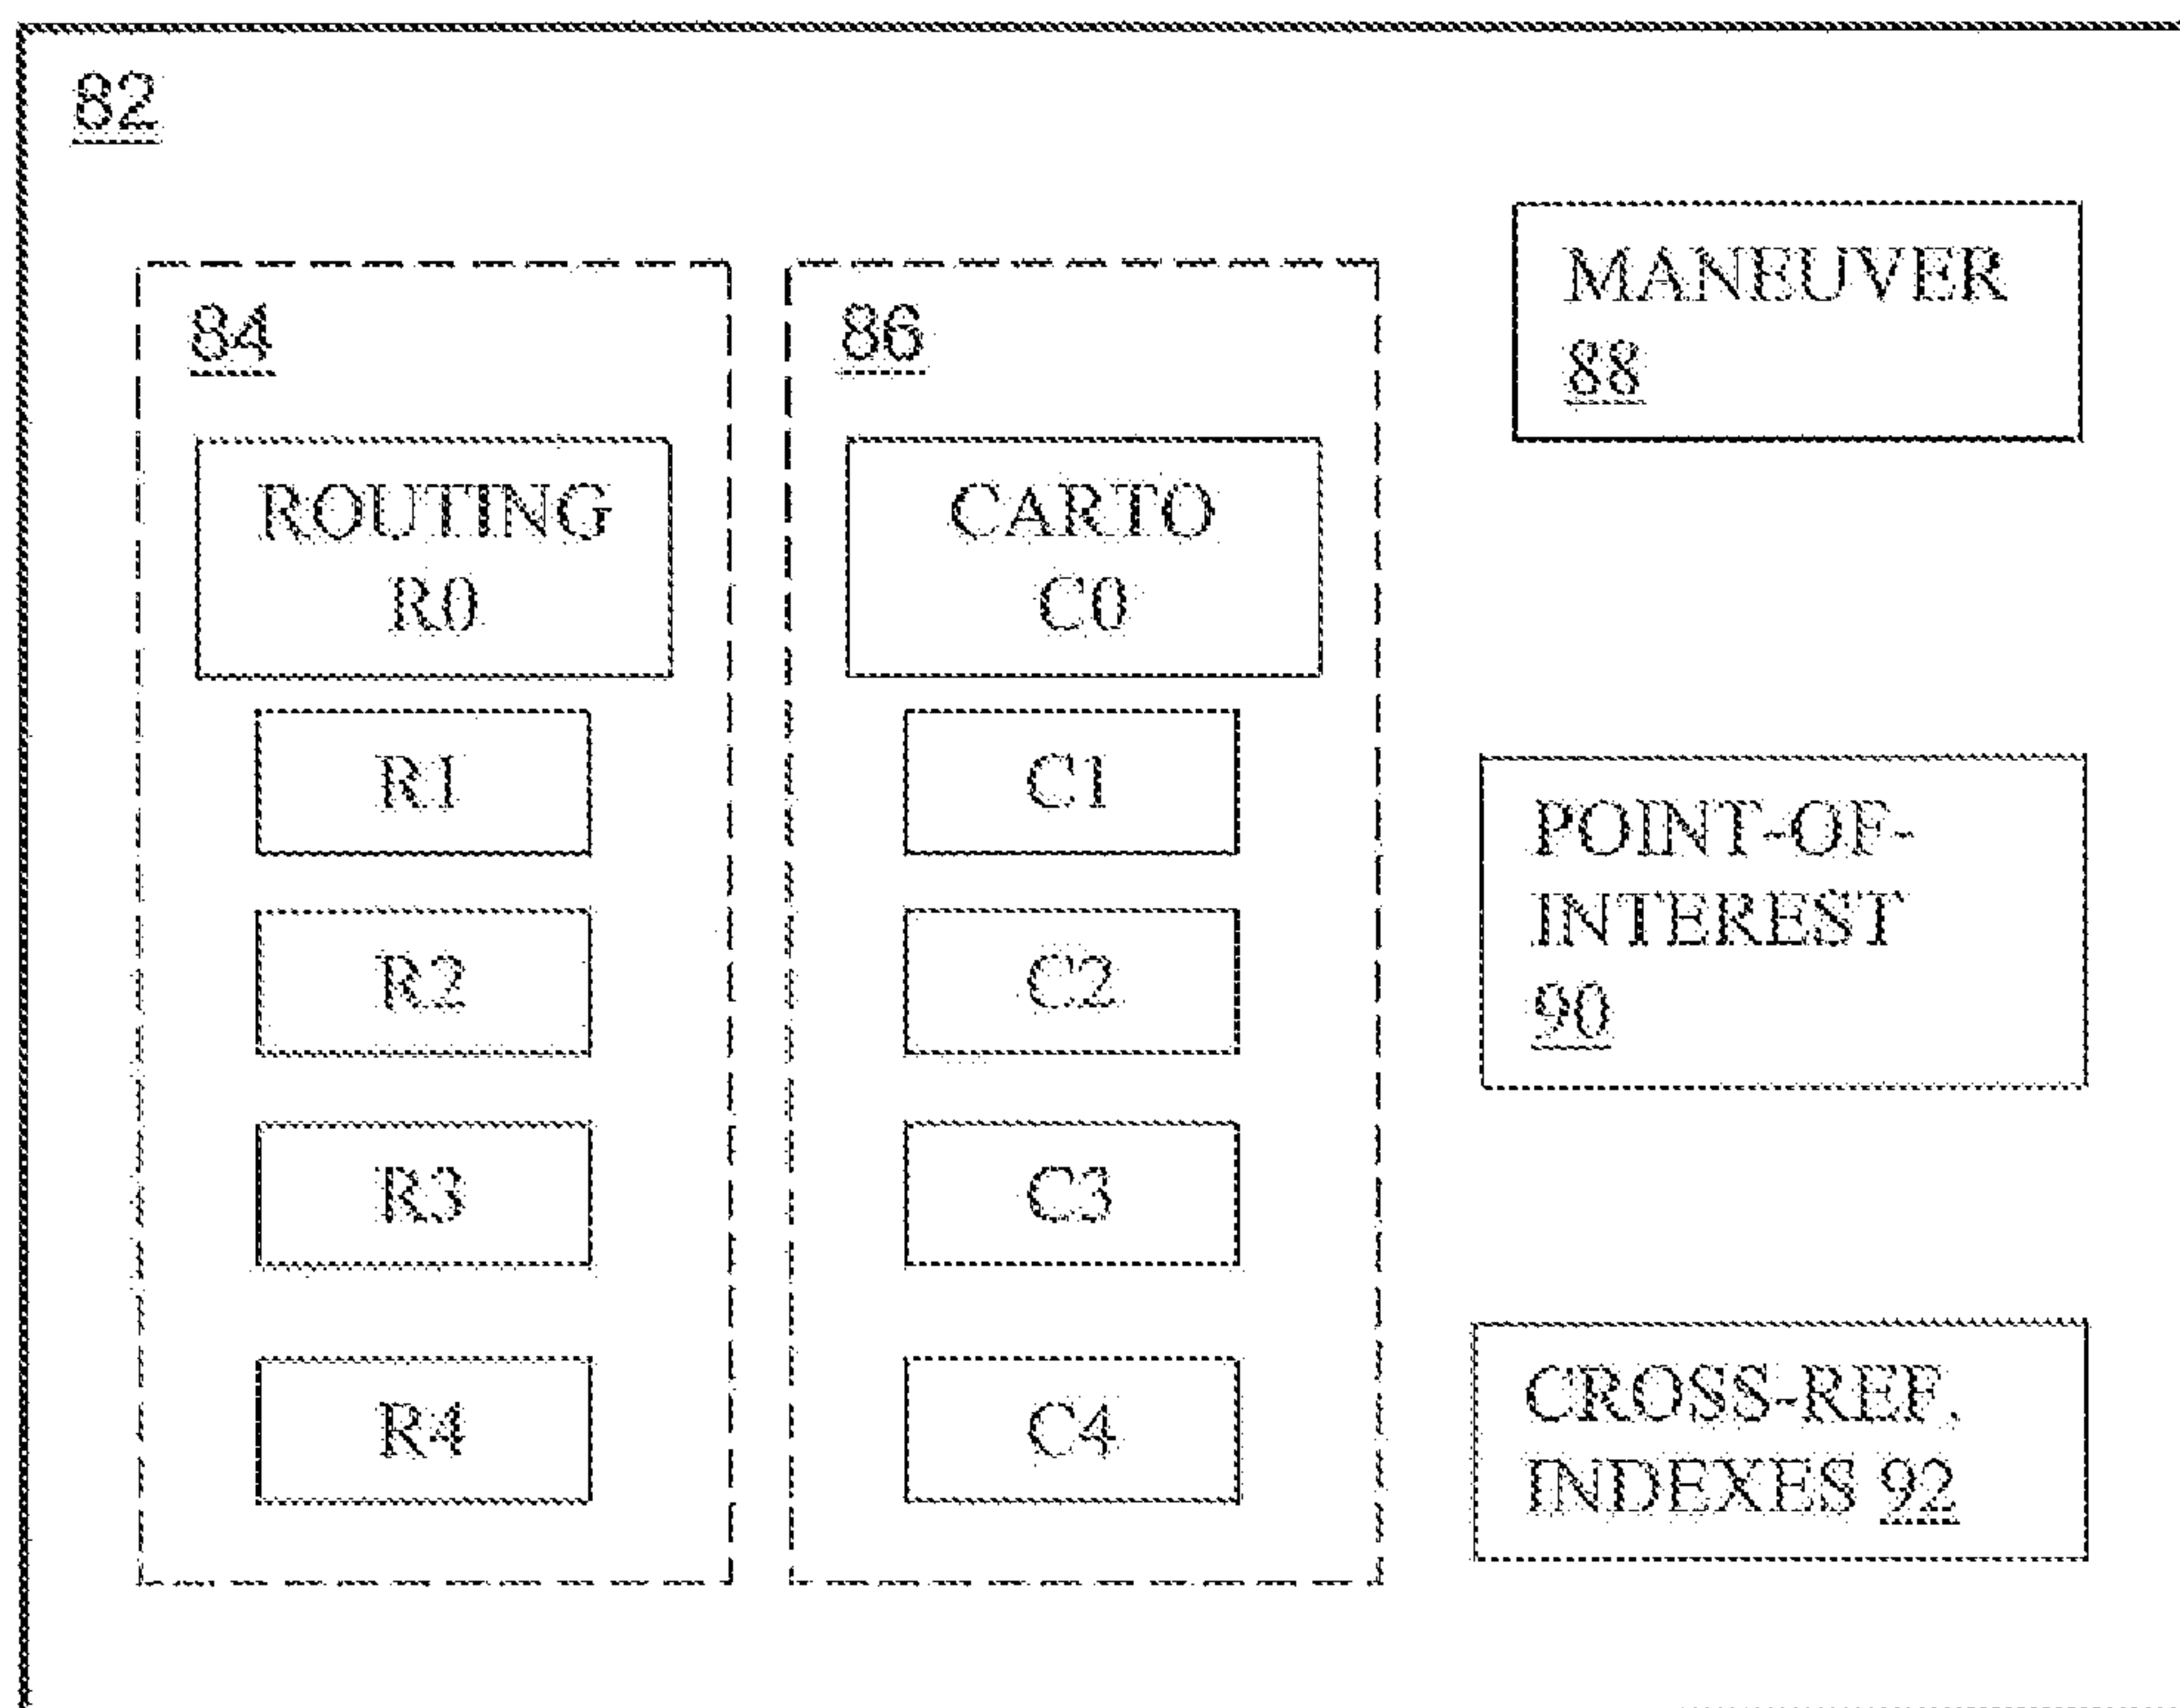 82
84
ROUTING
R0
R1
R2
R3
R4
86
CARTO
C0
C1
C2
C3
C4
MANEUVER
88
POINT-OF-
INTEREST
90
CROSS-REF.
INDEXES 92